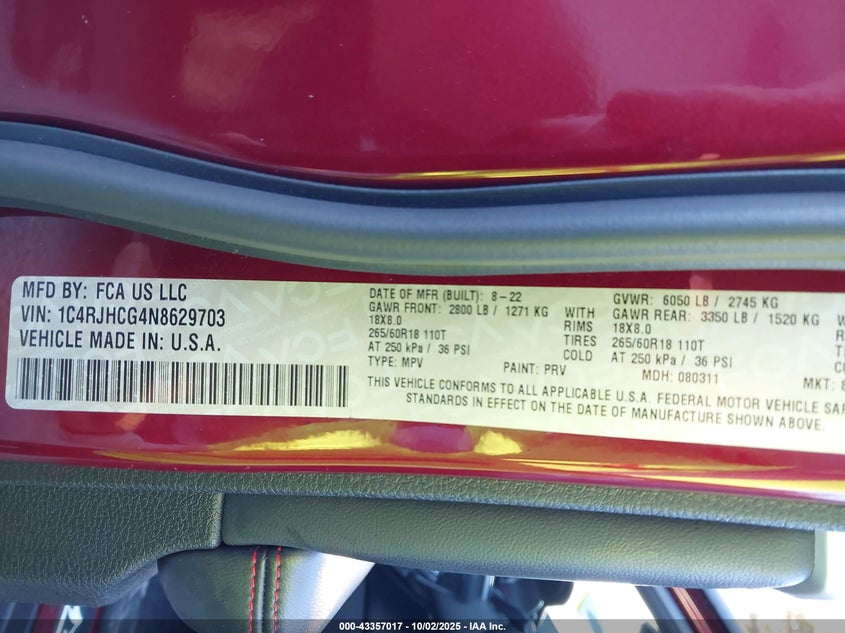 MFD BY: FCA US LLC
VIN: 1C4RJHCG4N8629703
VEHICLE MADE IN: U.S.A.
DATE OF MFR (BUILT): 8-22 GVWR: 6050 LB / 2745 KG
GAWR FRONT: 2800 LB / 1271 KG WITH GAWR REAR: 3350 LB / 1520 KG
18X8.0 RIMS 18X8.0
265/60R18 110T TIRES 265/60R18 110T
AT 250 kPa / 36 PSI COLD AT 250 kPa / 36 PSI
TYPE: MPV PAINT: PRV MDH: 080311 MKT:
THIS VEHICLE CONFORMS TO ALL APPLICABLE U.S.A. FEDERAL MOTOR VEHICLE
STANDARDS IN EFFECT ON THE DATE OF MANUFACTURE SHOWN ABOVE.
000-43357017 - 10/02/2025 - IAA Inc.